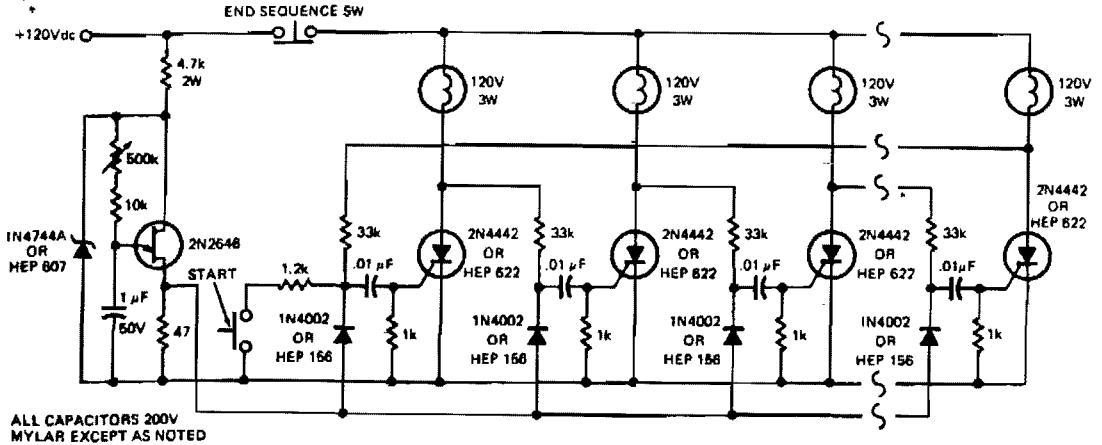 END SEQUENCE SW
+120Vdc
4.7k
2W
120V
3W
120V
3W
120V
3W
120V
3W
500k
10k
1N4744A
OR
HEP 607
2N2646
1 µF
50V
47
START
1.2k
33k
.01 µF
1N4002
OR
HEP 156
1k
2N4442
OR
HEP 622
33k
.01 µF
1N4002
OR
HEP 156
1k
2N4442
OR
HEP 622
33k
.01 µF
1N4002
OR
HEP 156
1k
2N4442
OR
HEP 622
33k
.01µF
1N4002
OR
HEP 156
1k
2N4442
OR
HEP 622
ALL CAPACITORS 200V
MYLAR EXCEPT AS NOTED